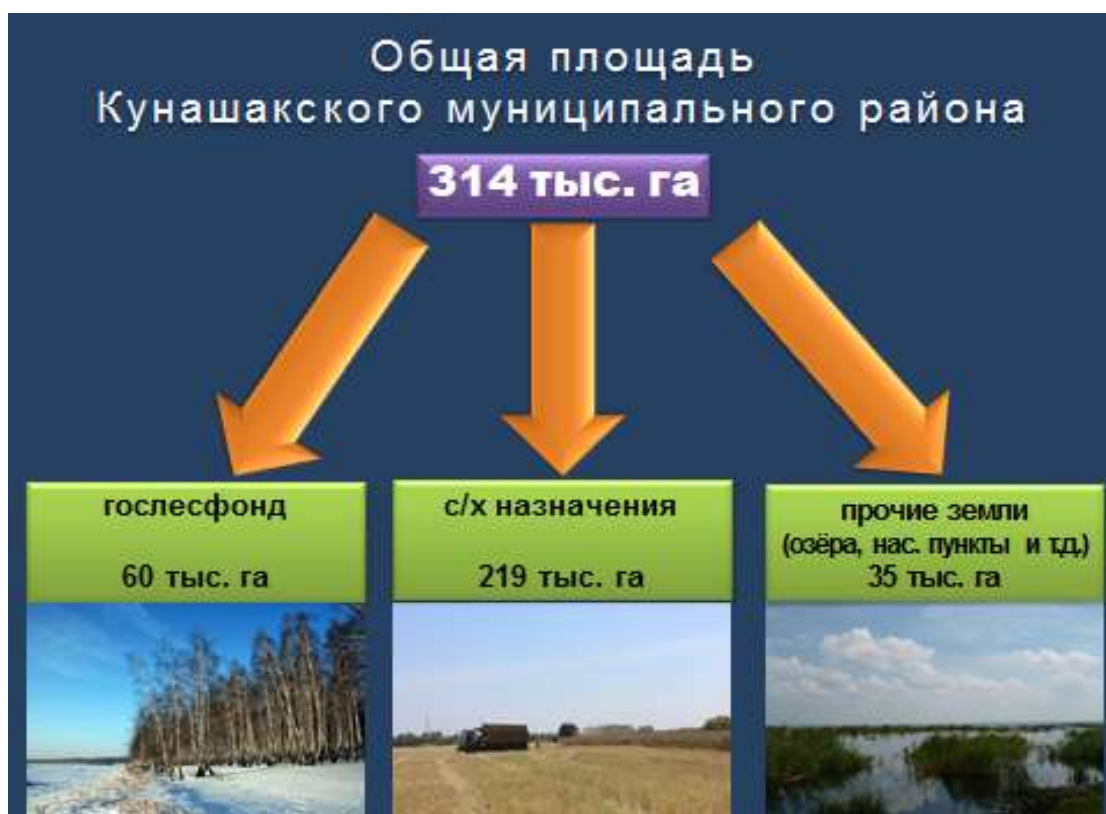 Общая площадь
Кунашакского муниципального района
314 тыс. га
гослесфонд
60 тыс. га
с/х назначения
219 тыс. га
прочие земли
(озёра, нас. пункты и т.д.)
35 тыс. га